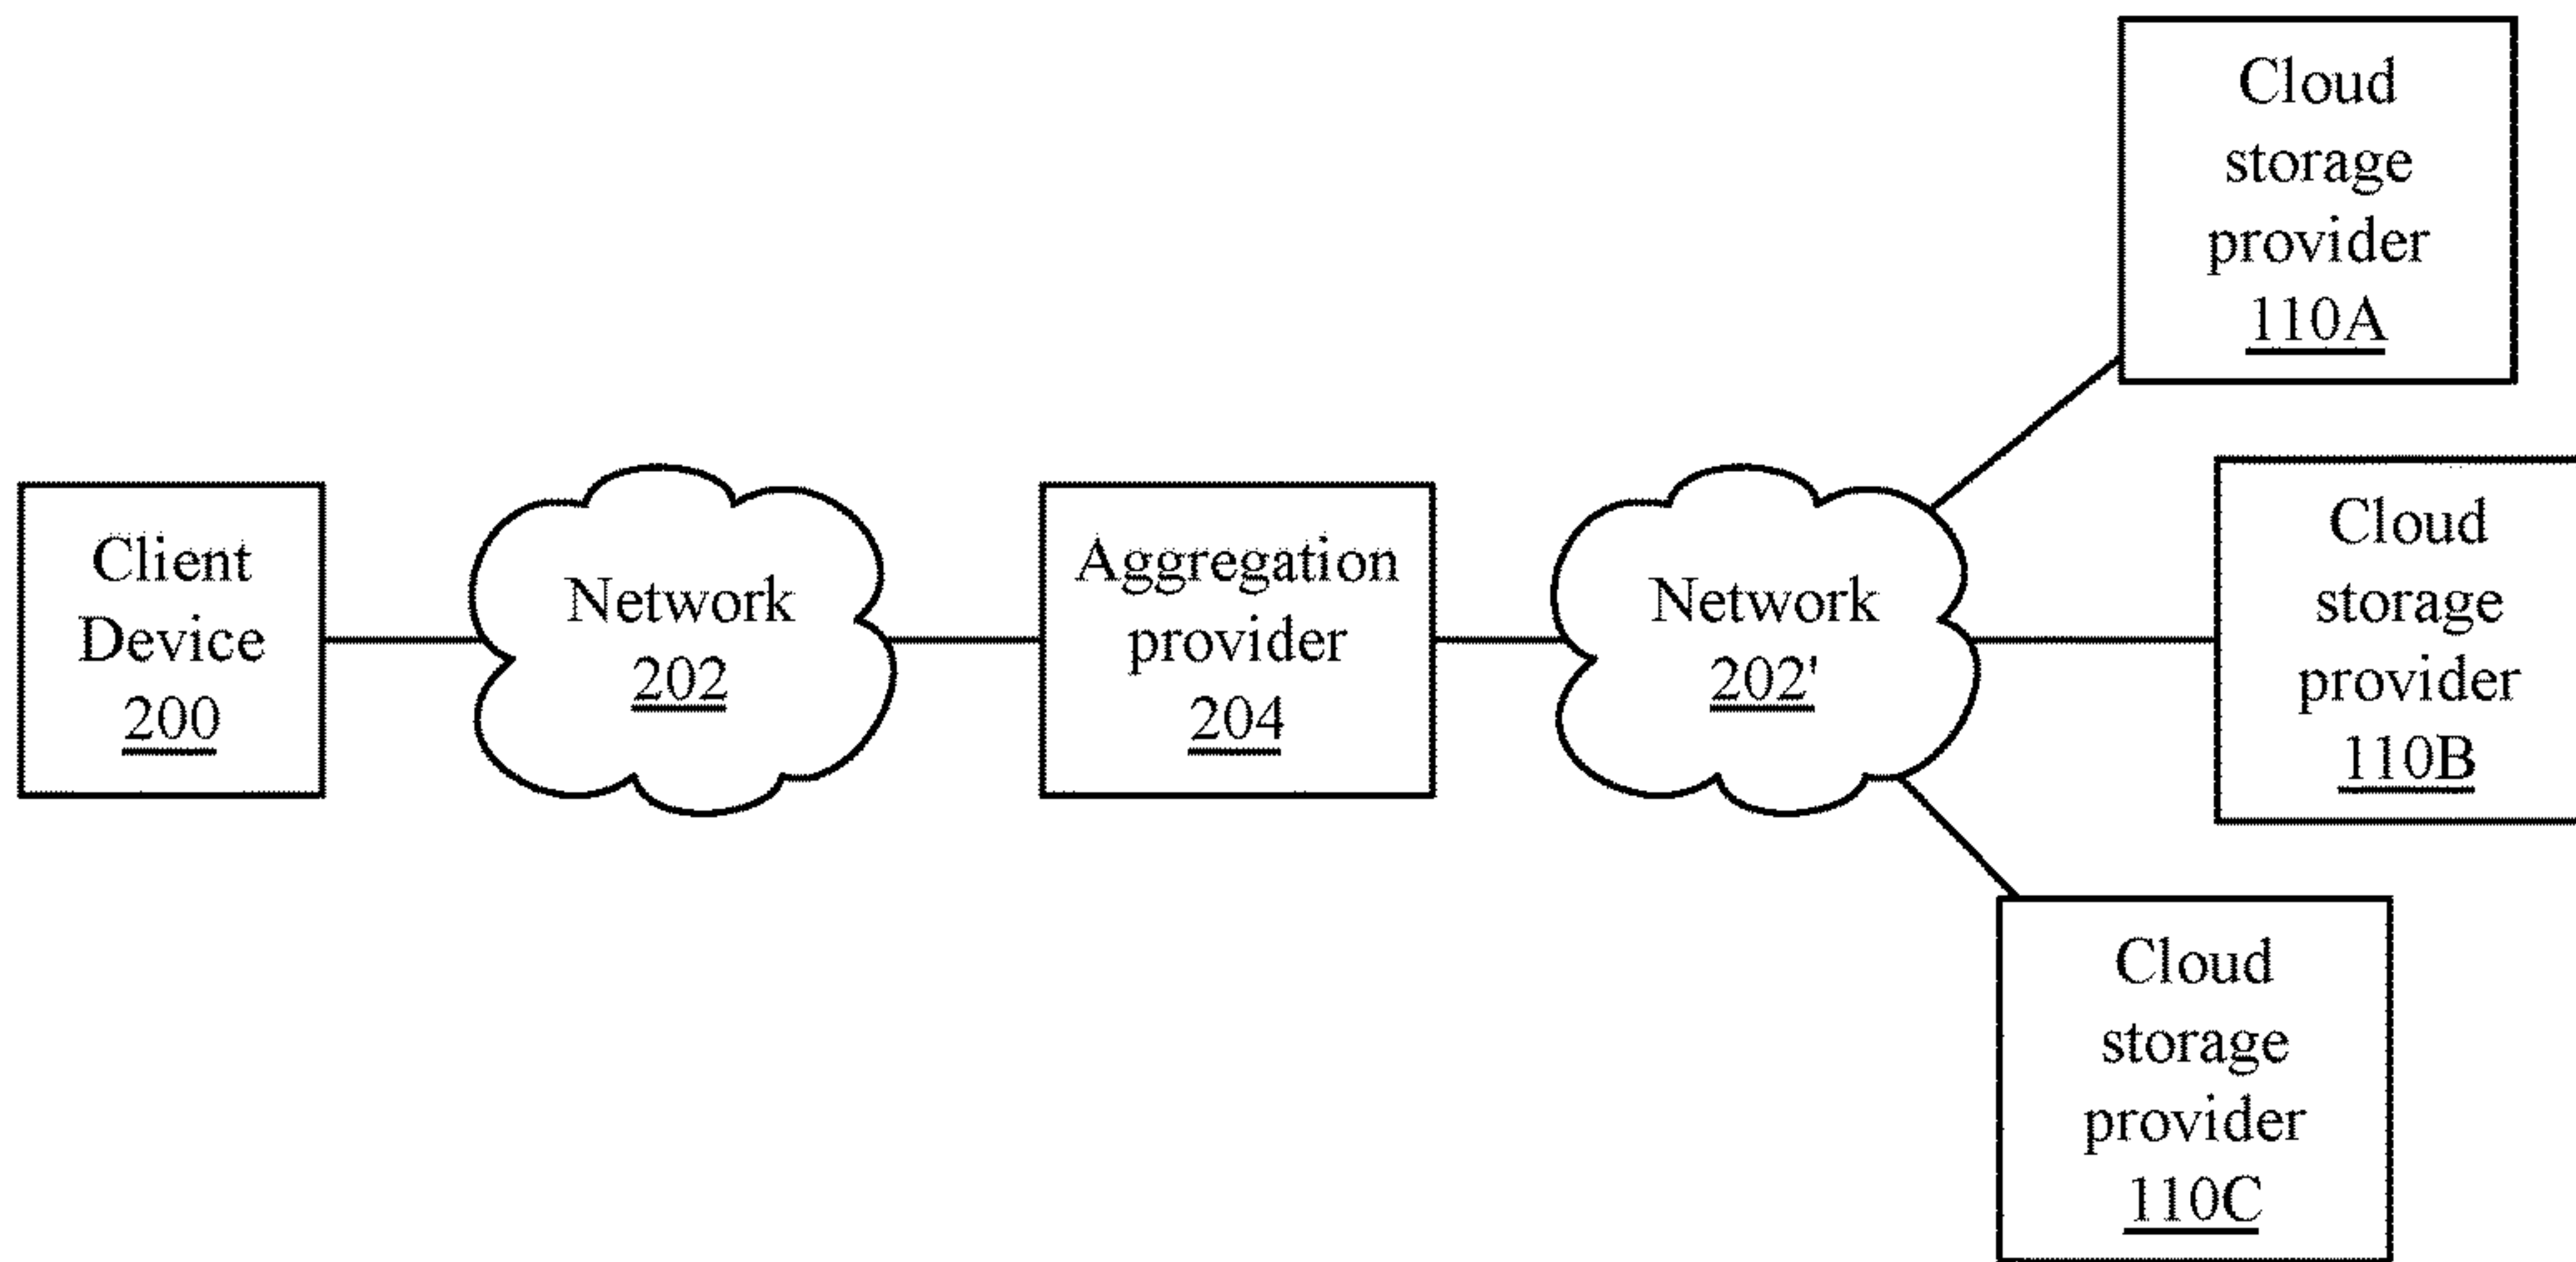 Client
Device
200
Network
202
Aggregation
provider
204
Network
202'
Cloud
storage
provider
110A
Cloud
storage
provider
110B
Cloud
storage
provider
110C